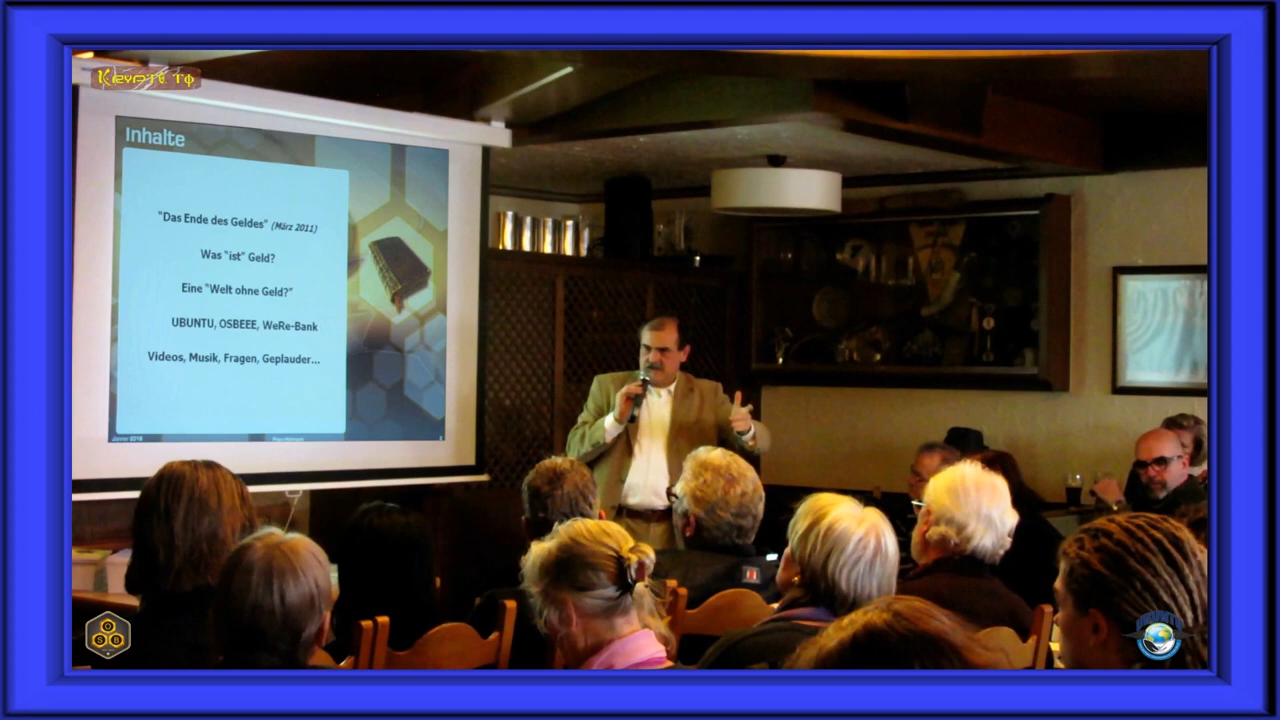 Inhalte
"Das Ende des Geldes" (März 2011)
Was "ist" Geld?
Eine "Welt ohne Geld?"
UBUNTU, OSBEEE, WeRe-Bank
Videos, Musik, Fragen, Geplauder...
O
S B
UBUNTU